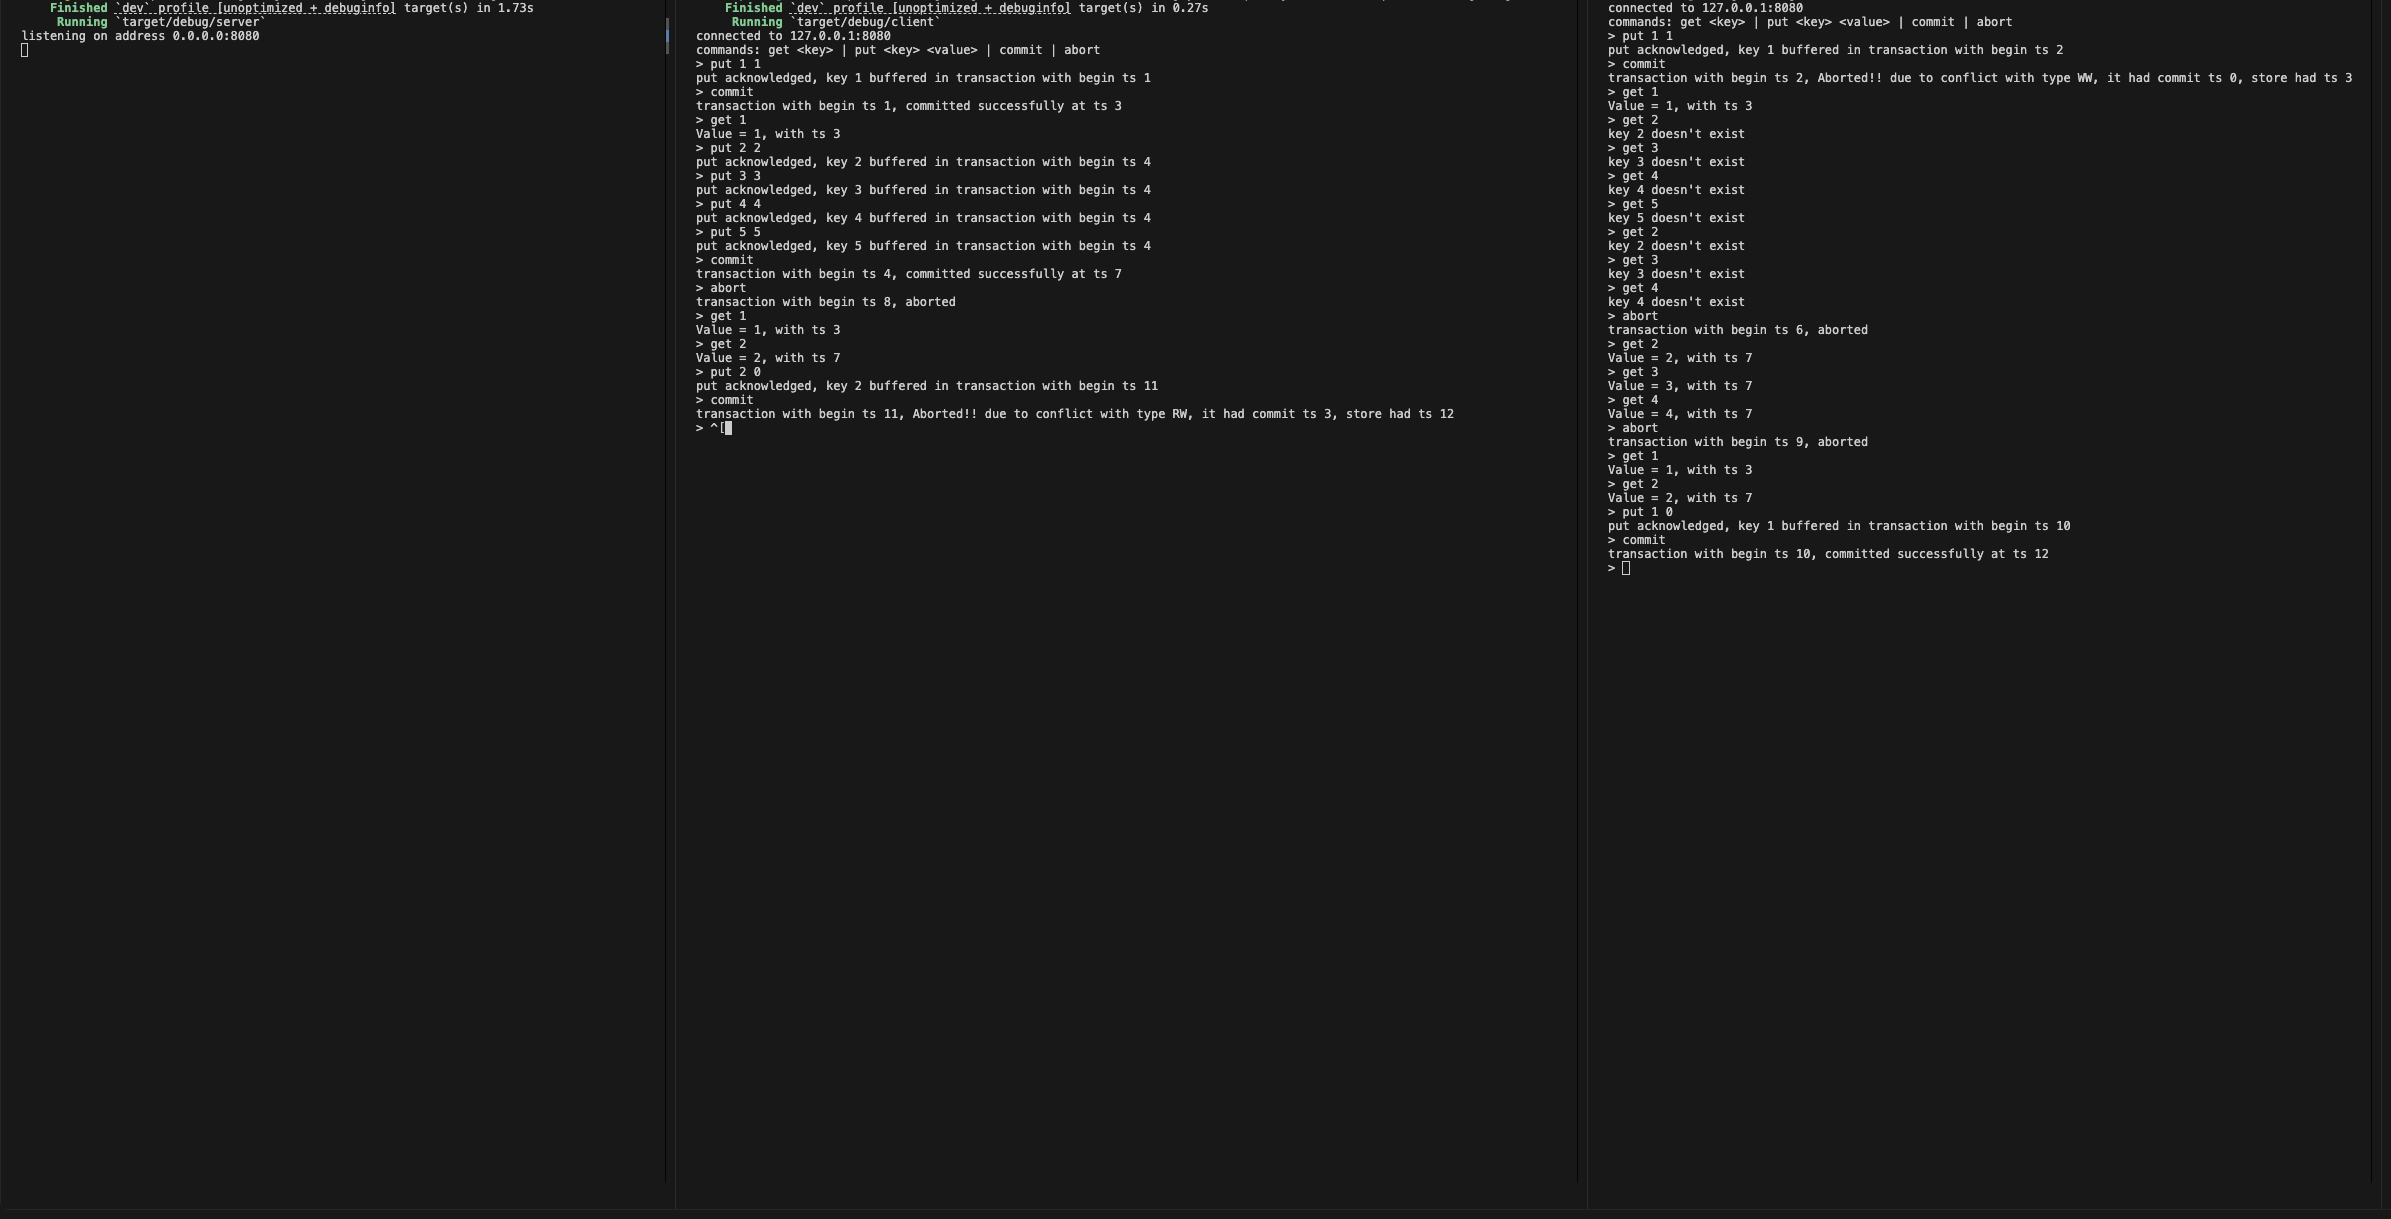 Finished `dev` profile [unoptimized + debuginfo] target(s) in 1.73s
Running `target/debug/server`
listening on address 0.0.0.0:8080
Finished `dev` profile [unoptimized + debuginfo] target(s) in 0.27s
Running `target/debug/client`
connected to 127.0.0.1:8080
commands: get <key> | put <key> <value> | commit | abort
> put 1 1
put acknowledged, key 1 buffered in transaction with begin ts 1
> commit
transaction with begin ts 1, committed successfully at ts 3
> get 1
Value = 1, with ts 3
> put 2 2
put acknowledged, key 2 buffered in transaction with begin ts 4
> put 3 3
put acknowledged, key 3 buffered in transaction with begin ts 4
> put 4 4
put acknowledged, key 4 buffered in transaction with begin ts 4
> put 5 5
put acknowledged, key 5 buffered in transaction with begin ts 4
> commit
transaction with begin ts 4, committed successfully at ts 7
> abort
transaction with begin ts 8, aborted
> get 1
Value = 1, with ts 3
> get 2
Value = 2, with ts 7
> put 2 0
put acknowledged, key 2 buffered in transaction with begin ts 11
> commit
transaction with begin ts 11, Aborted!! due to conflict with type RW, it had commit ts 3, store had ts 12
> ^[
connected to 127.0.0.1:8080
commands: get <key> | put <key> <value> | commit | abort
> put 1 1
put acknowledged, key 1 buffered in transaction with begin ts 2
> commit
transaction with begin ts 2, Aborted!! due to conflict with type WW, it had commit ts 0, store had ts 3
> get 1
Value = 1, with ts 3
> get 2
key 2 doesn't exist
> get 3
key 3 doesn't exist
> get 4
key 4 doesn't exist
> get 5
key 5 doesn't exist
> get 2
key 2 doesn't exist
> get 3
key 3 doesn't exist
> get 4
key 4 doesn't exist
> abort
transaction with begin ts 6, aborted
> get 2
Value = 2, with ts 7
> get 3
Value = 3, with ts 7
> get 4
Value = 4, with ts 7
> abort
transaction with begin ts 9, aborted
> get 1
Value = 1, with ts 3
> get 2
Value = 2, with ts 7
> put 1 0
put acknowledged, key 1 buffered in transaction with begin ts 10
> commit
transaction with begin ts 10, committed successfully at ts 12
>